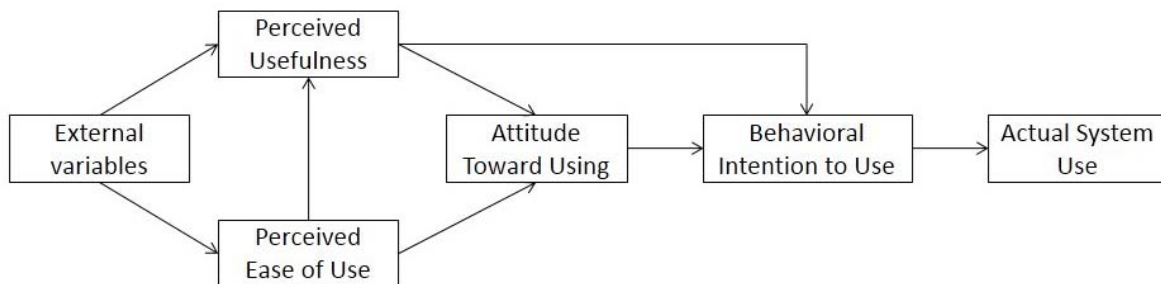 Perceived
Usefulness
External
variables
Attitude
Toward Using
Behavioral
Intention to Use
Actual System
Use
Perceived
Ease of Use